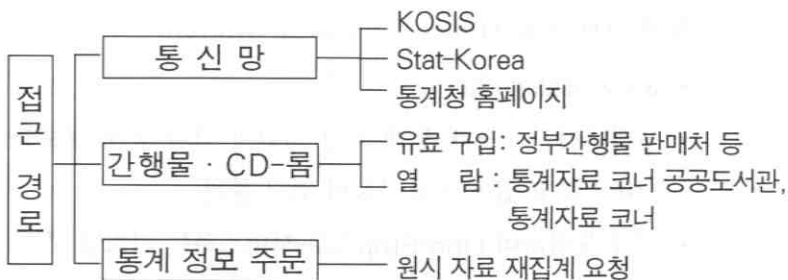 접근 경로
통 신 망
KOSIS
Stat-Korea
통계청 홈페이지
간행물 · CD-롬
유료 구입: 정부간행물 판매처 등
열 람 : 통계자료 코너 공공도서관,
통계자료 코너
통계 정보 주문
원시 자료 재집계 요청